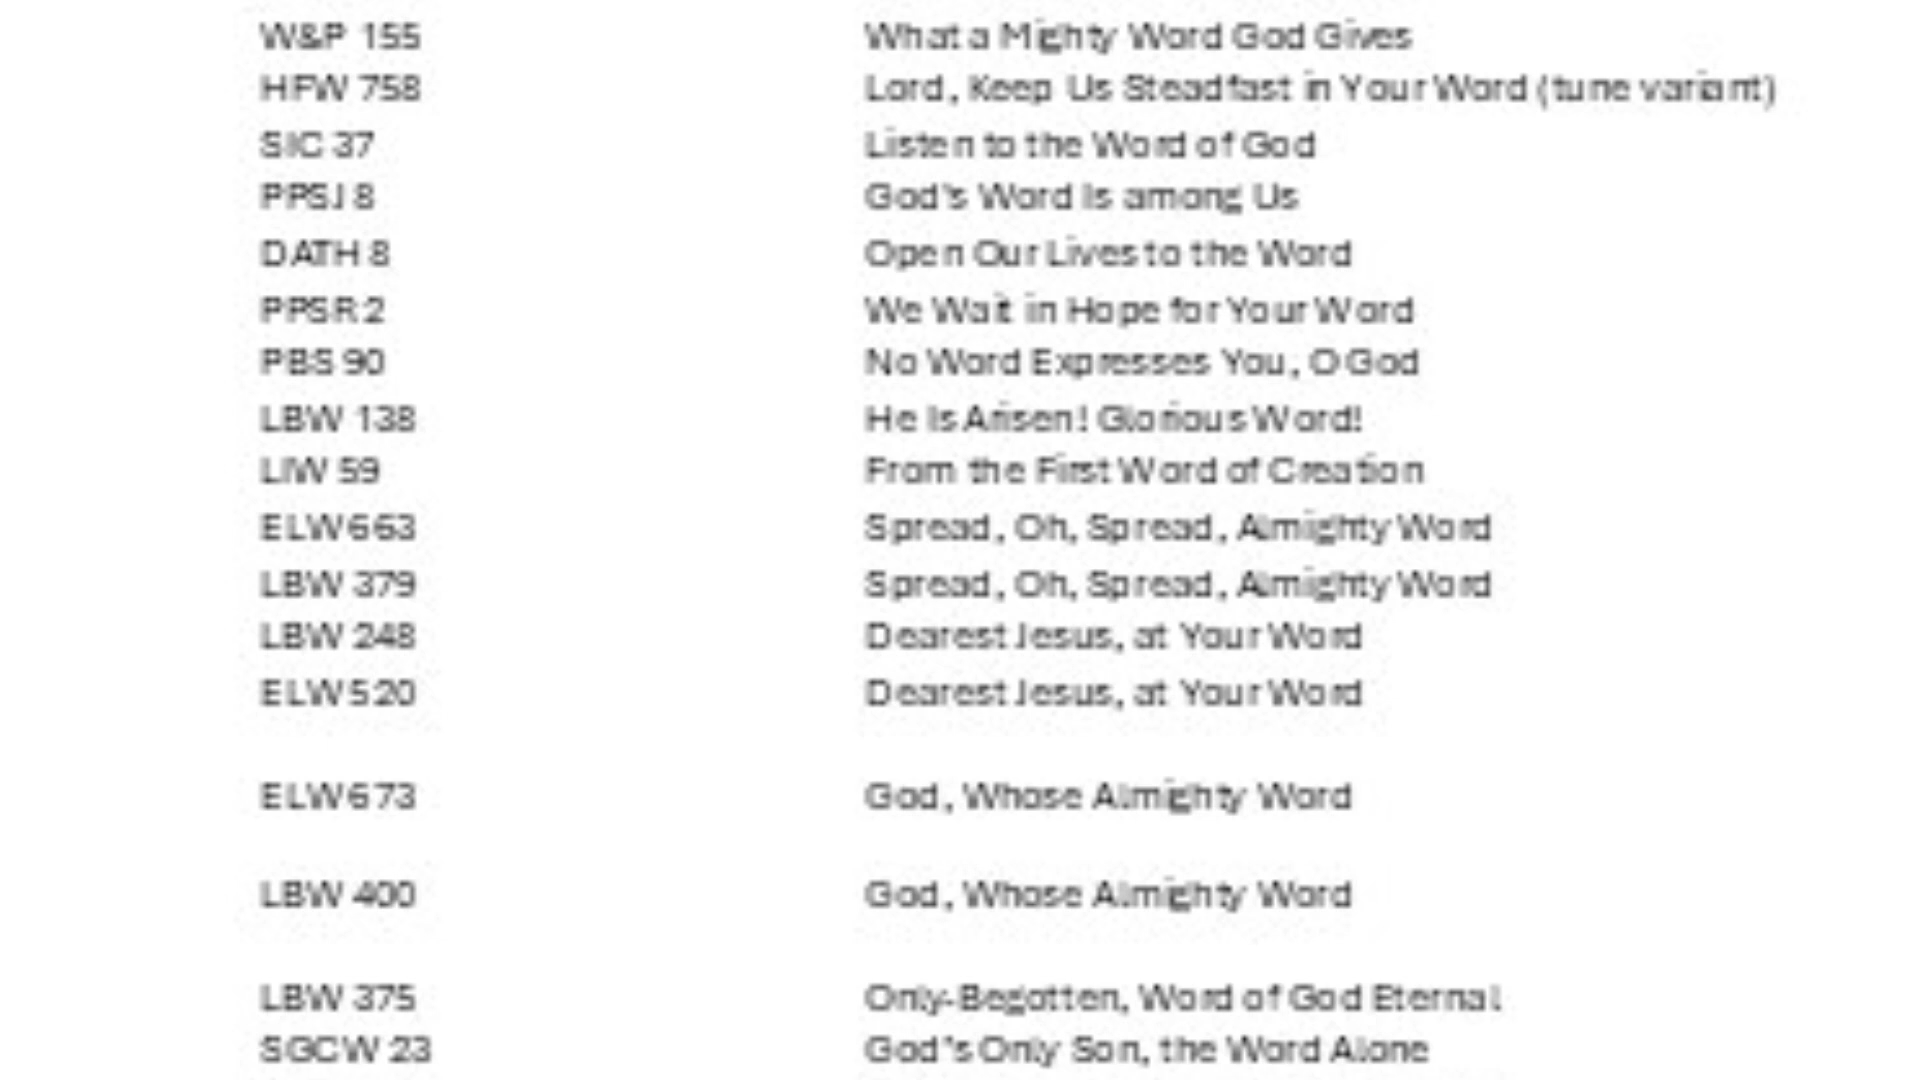 W&P 155 What a Mighty Word God Gives
HFW 758 Lord, Keep Us Steadfast in Your Word (tune variant)
SIC 37 Listen to the Word of God
PPSJ 8 God's Word Is among Us
DATH 8 Open Our Lives to the Word
PPSR 2 We Wait in Hope for Your Word
PBS 90 No Word Expresses You, O God
LBW 138 He Is Arisen! Glorious Word!
LIW 59 From the First Word of Creation
ELW 663 Spread, Oh, Spread, Almighty Word
LBW 379 Spread, Oh, Spread, Almighty Word
LBW 248 Dearest Jesus, at Your Word
ELW 520 Dearest Jesus, at Your Word
ELW 673 God, Whose Almighty Word
LBW 400 God, Whose Almighty Word
LBW 375 Only-Begotten, Word of God Eternal
SGCW 23 God's Only Son, the Word Alone